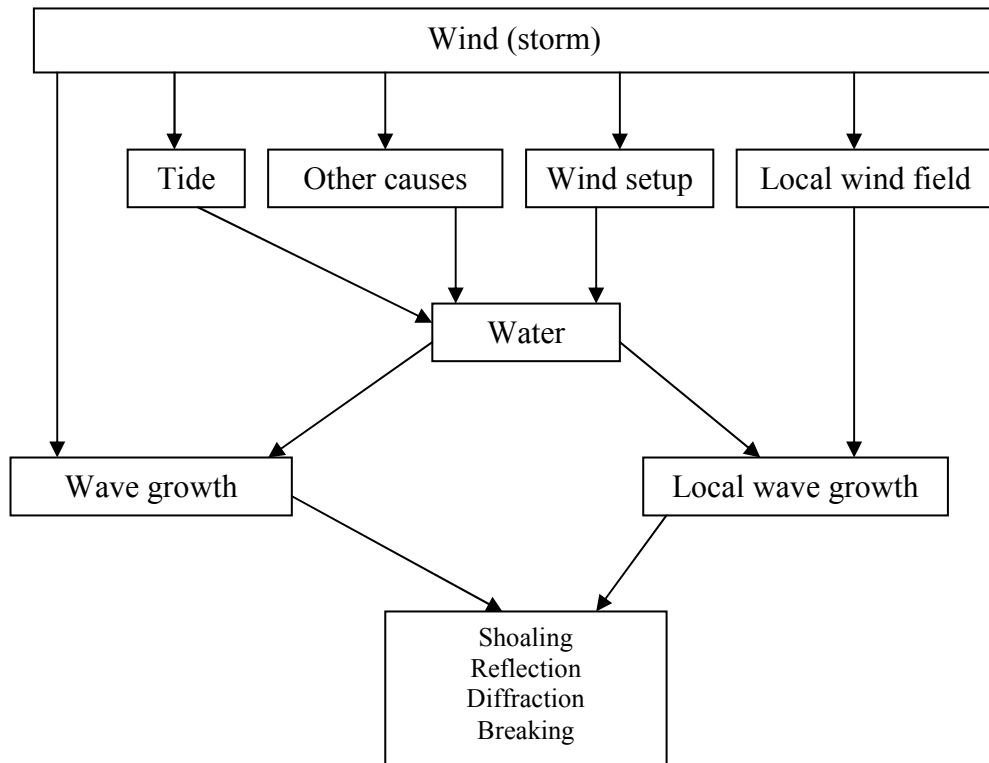 Wind (storm)
Tide
Other causes
Wind setup
Local wind field
Water
Wave growth
Local wave growth
Shoaling
Reflection
Diffraction
Breaking